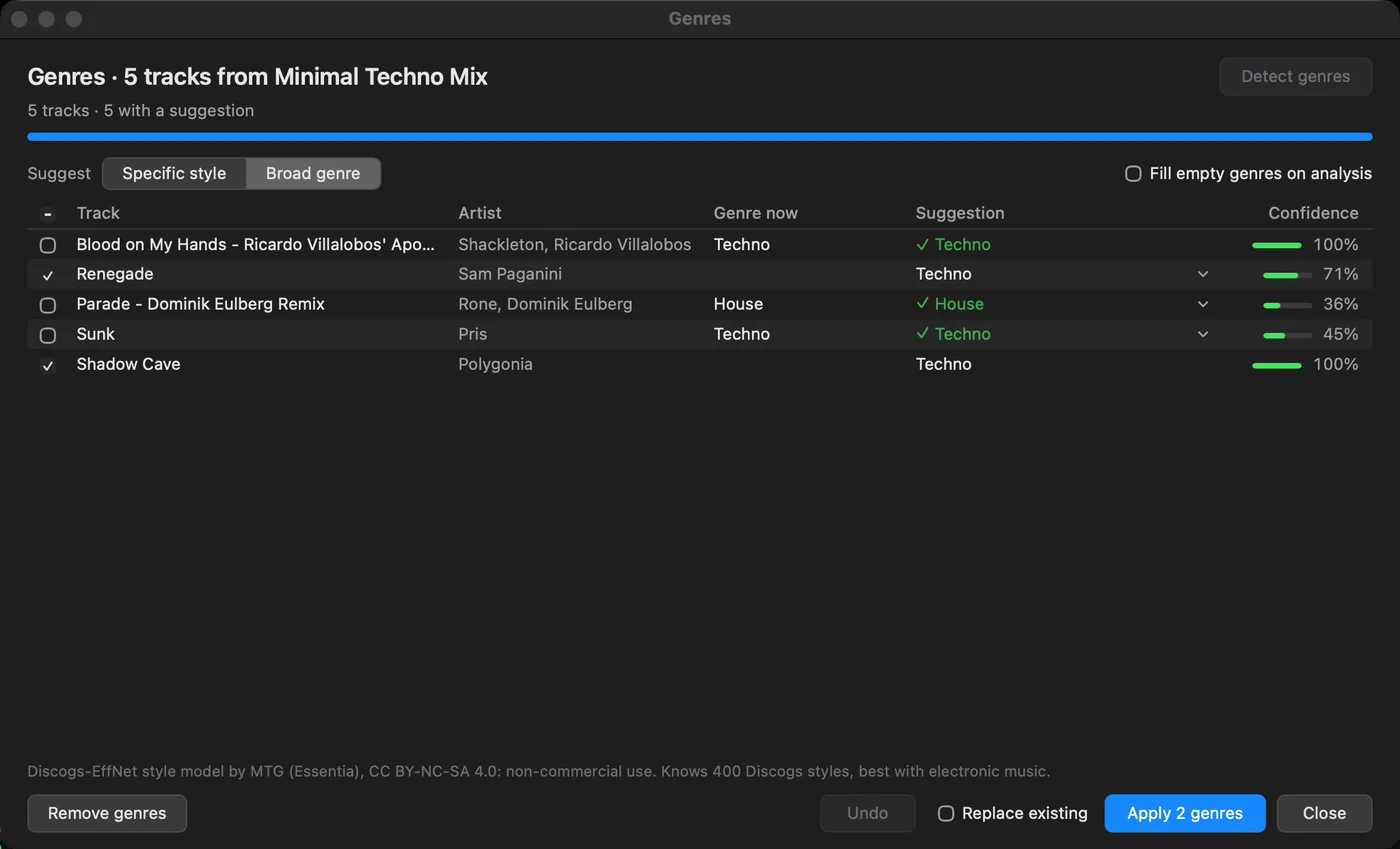 Genres
Genres · 5 tracks from Minimal Techno Mix
Detect genres
5 tracks · 5 with a suggestion
Suggest Specific style Broad genre Fill empty genres on analysis
Track Artist Genre now Suggestion Confidence
Blood on My Hands - Ricardo Villalobos' Apo... Shackleton, Ricardo Villalobos Techno ✓ Techno 100%
Renegade Sam Paganini Techno 71%
Parade - Dominik Eulberg Remix Rone, Dominik Eulberg House ✓ House 36%
Sunk Pris Techno ✓ Techno 45%
Shadow Cave Polygonia Techno 100%
Discogs-EffNet style model by MTG (Essentia), CC BY-NC-SA 4.0: non-commercial use. Knows 400 Discogs styles, best with electronic music.
Remove genres Undo Replace existing Apply 2 genres Close